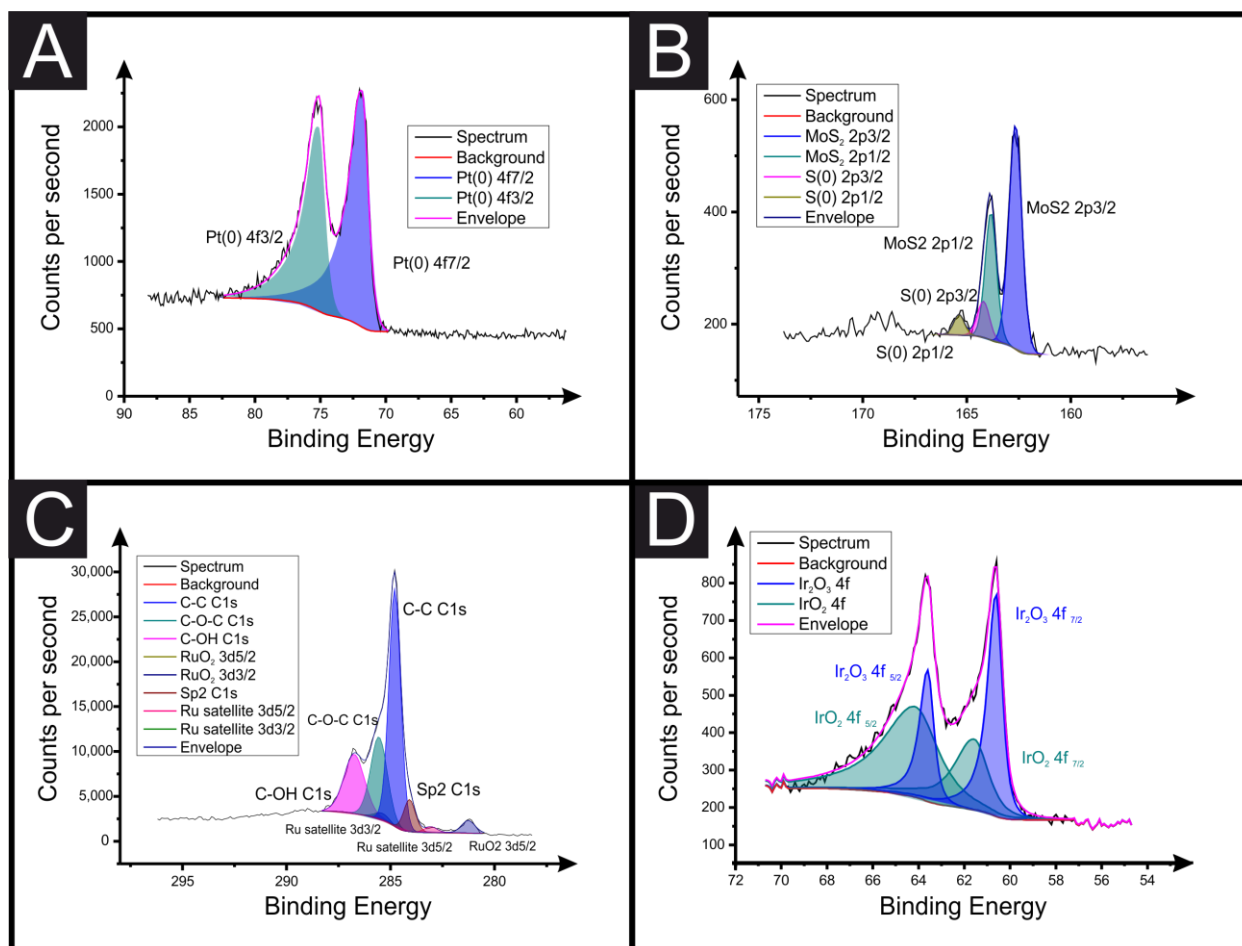 A
Counts per second
2000
1500
1000
500
0
90
85
80
75
70
65
60
Binding Energy
Spectrum
Background
Pt(0) 4f7/2
Pt(0) 4f3/2
Envelope
Pt(0) 4f3/2
Pt(0) 4f7/2
B
Counts per second
600
400
200
175
170
165
160
Binding Energy
Spectrum
Background
MoS₂ 2p3/2
MoS₂ 2p1/2
S(0) 2p3/2
S(0) 2p1/2
Envelope
MoS2 2p3/2
MoS2 2p1/2
S(0) 2p3/2
S(0) 2p1/2
C
Counts per second
30,000
25,000
20,000
15,000
10,000
5,000
0
295
290
285
280
Binding Energy
Spectrum
Background
C-C C1s
C-O-C C1s
C-OH C1s
RuO₂ 3d5/2
RuO₂ 3d3/2
Sp2 C1s
Ru satellite 3d5/2
Ru satellite 3d3/2
Envelope
C-C C1s
C-O-C C1s
C-OH C1s
Sp2 C1s
Ru satellite 3d3/2
Ru satellite 3d5/2
RuO2 3d5/2
D
Counts per second
800
700
600
500
400
300
200
100
72
70
68
66
64
62
60
58
56
54
Binding Energy
Spectrum
Background
Ir₂O₃ 4f
IrO₂ 4f
Envelope
Ir₂O₃ 4f 7/2
Ir₂O₃ 4f 5/2
IrO₂ 4f 5/2
IrO₂ 4f 7/2